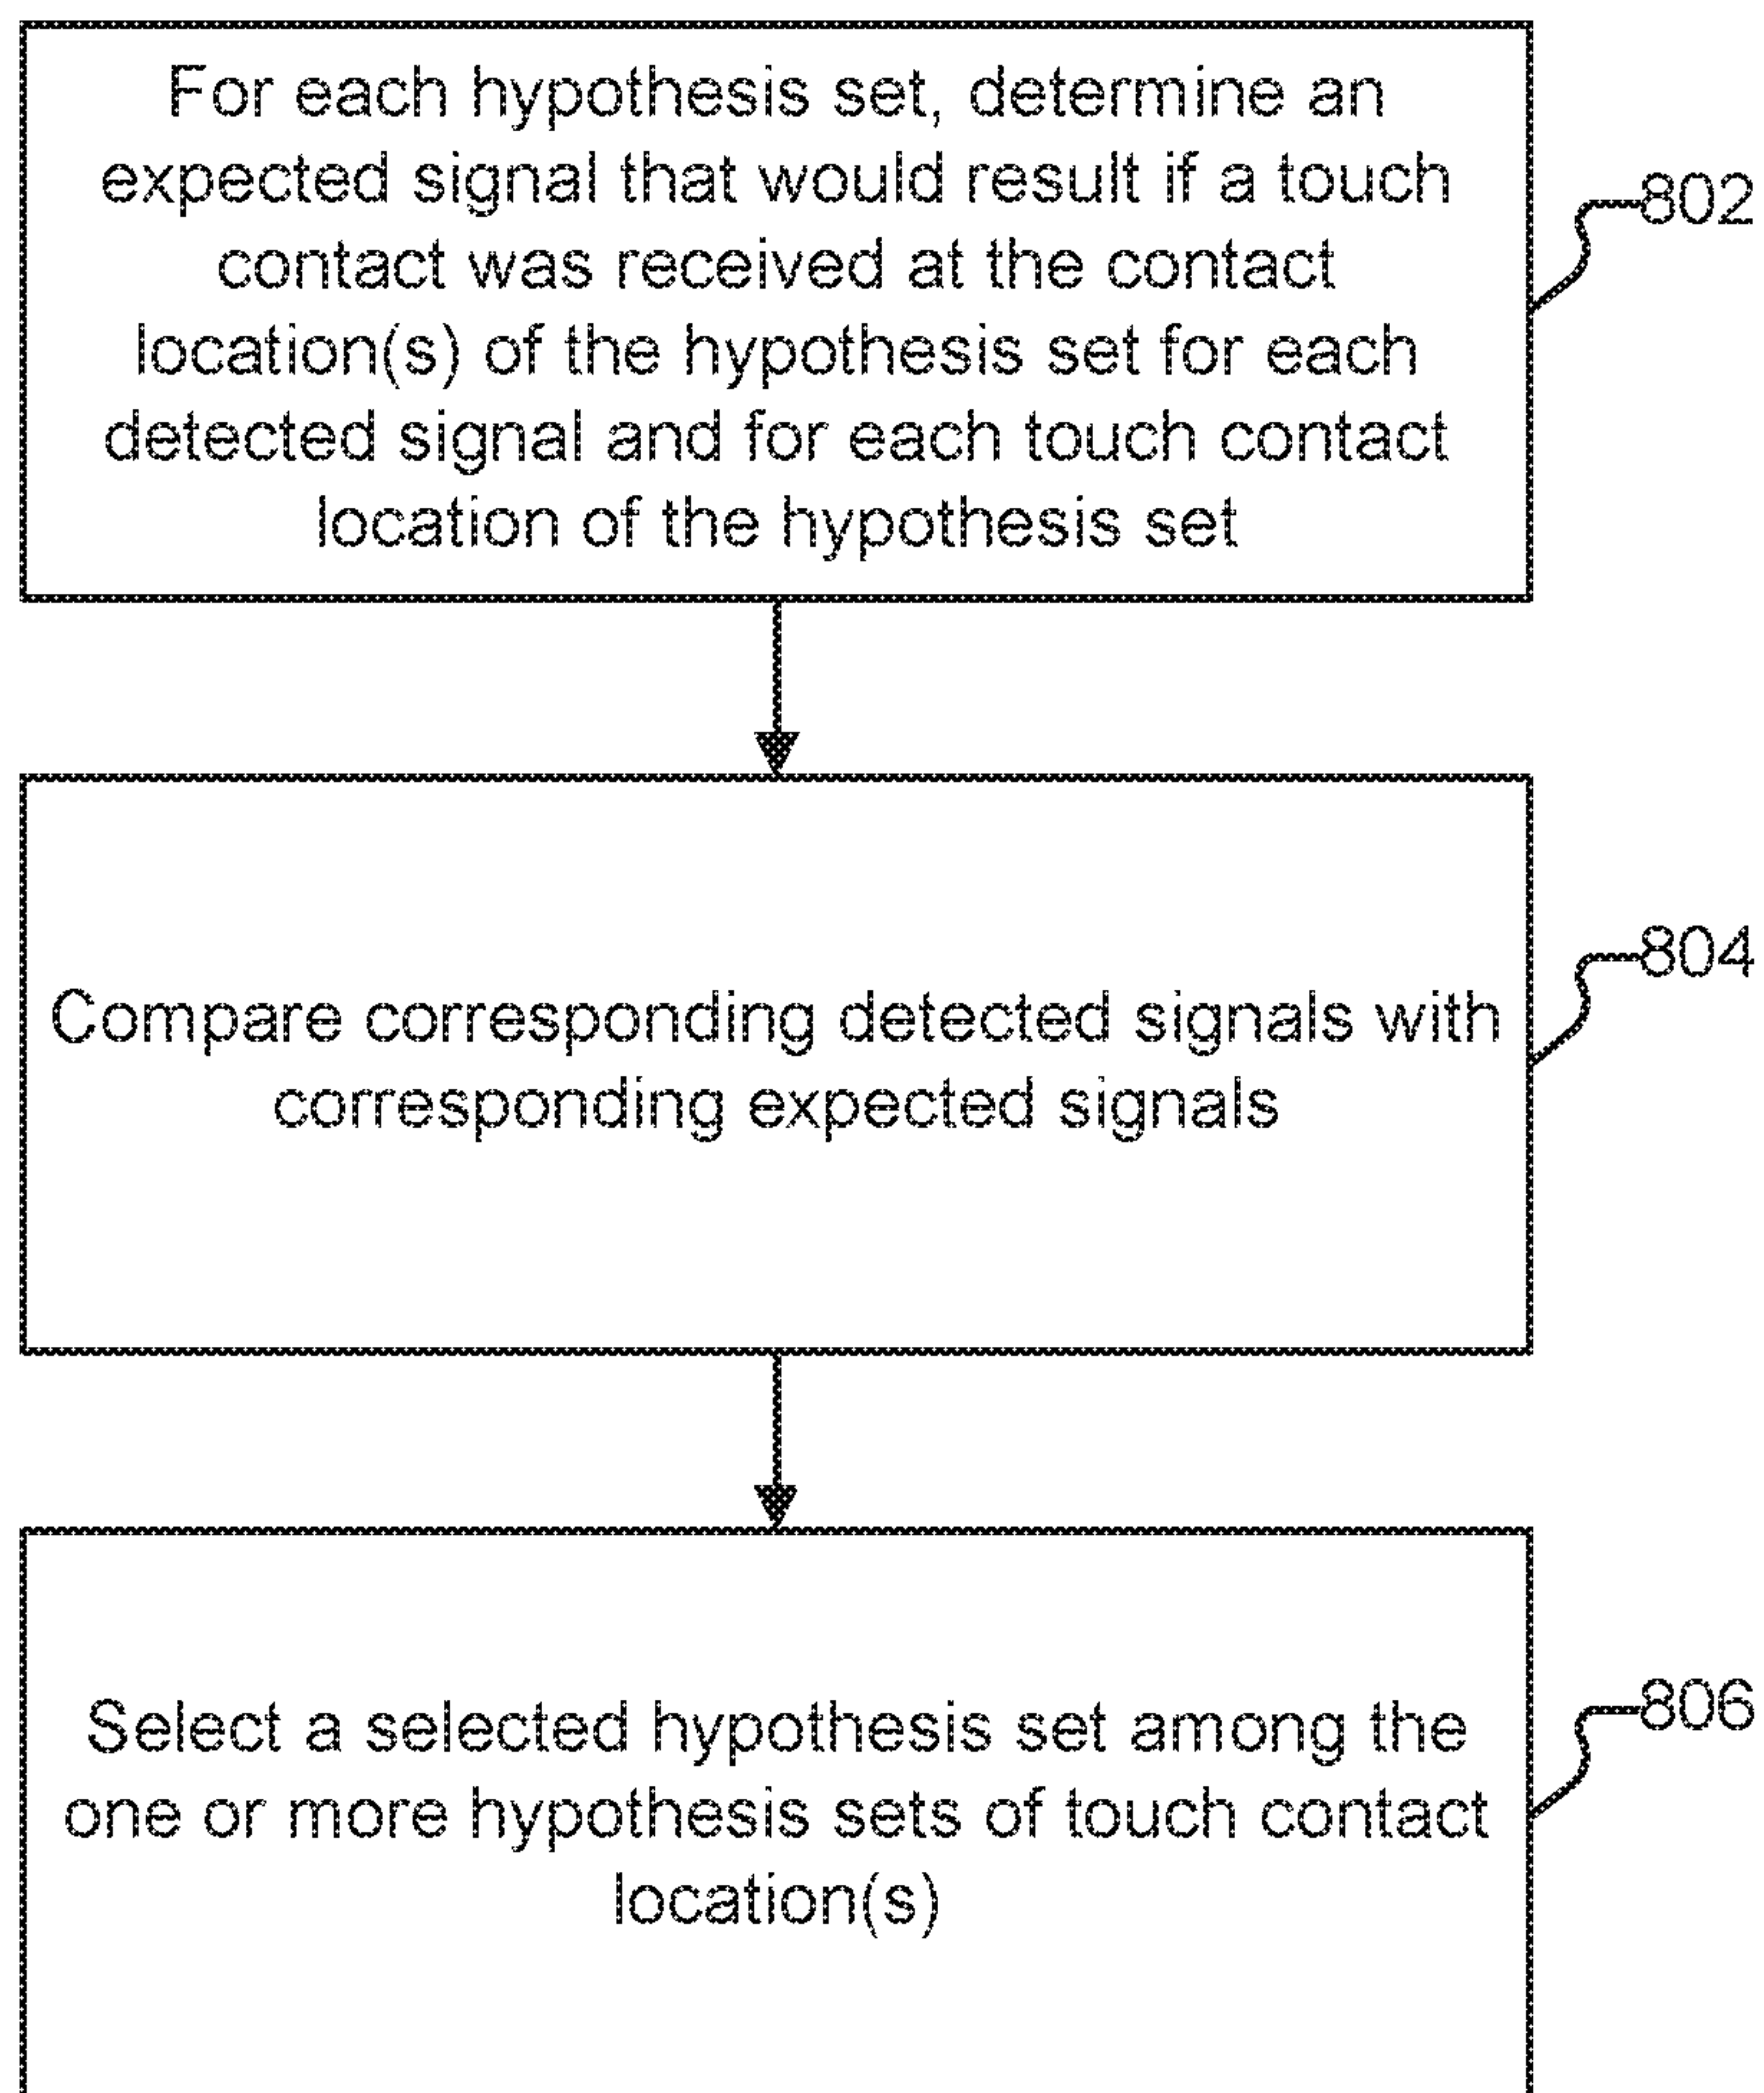 For each hypothesis set, determine an
expected signal that would result if a touch
contact was received at the contact
location(s) of the hypothesis set for each
detected signal and for each touch contact
location of the hypothesis set
802
Compare corresponding detected signals with
corresponding expected signals
804
Select a selected hypothesis set among the
one or more hypothesis sets of touch contact
location(s)
806